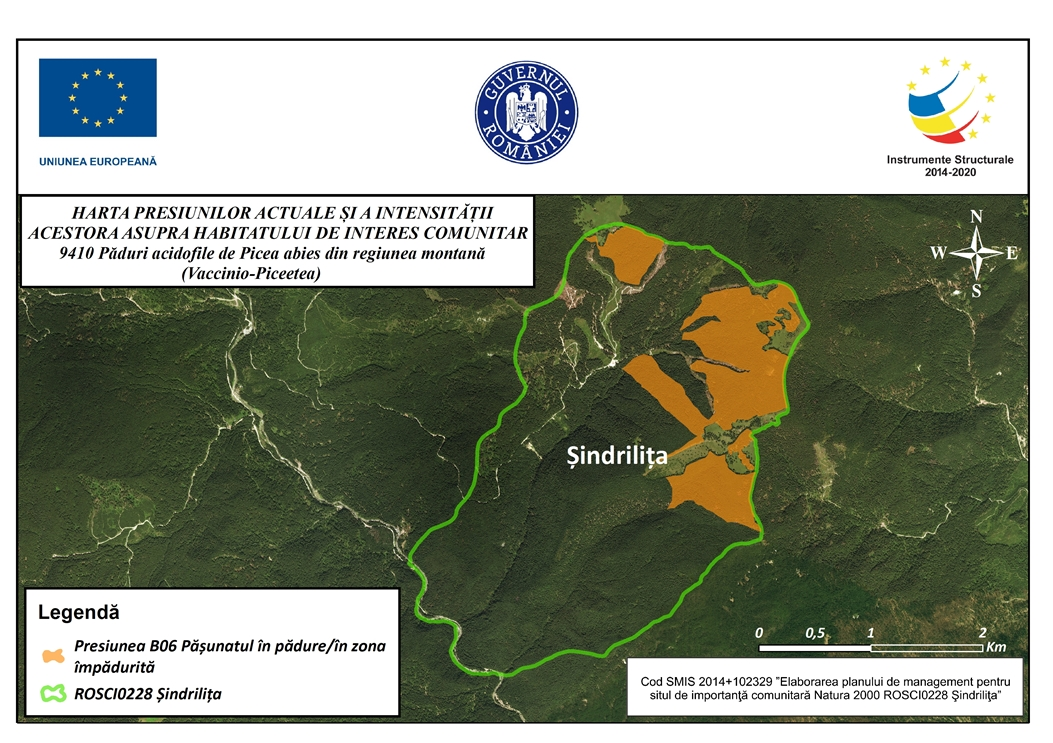 UNIUNEA EUROPEANĂ
GUVERNUL ROMÂNIEI
Instrumente Structurale
2014-2020
HARTA PRESIUNILOR ACTUALE ȘI A INTENSITĂȚII
ACESTORA ASUPRA HABITATULUI DE INTERES COMUNITAR
9410 Păduri acidofile de Picea abies din regiunea montană
(Vaccinio-Piceetea)
N
W E
S
Șindrilița
Legendă
Presiunea B06 Pășunatul în pădure/în zona
împădurită
ROSCI0228 Șindrilița
0 0,5 1 2
Km
Cod SMIS 2014+102329 ”Elaborarea planului de management pentru
situl de importanţă comunitară Natura 2000 ROSCI0228 Şindriliţa”